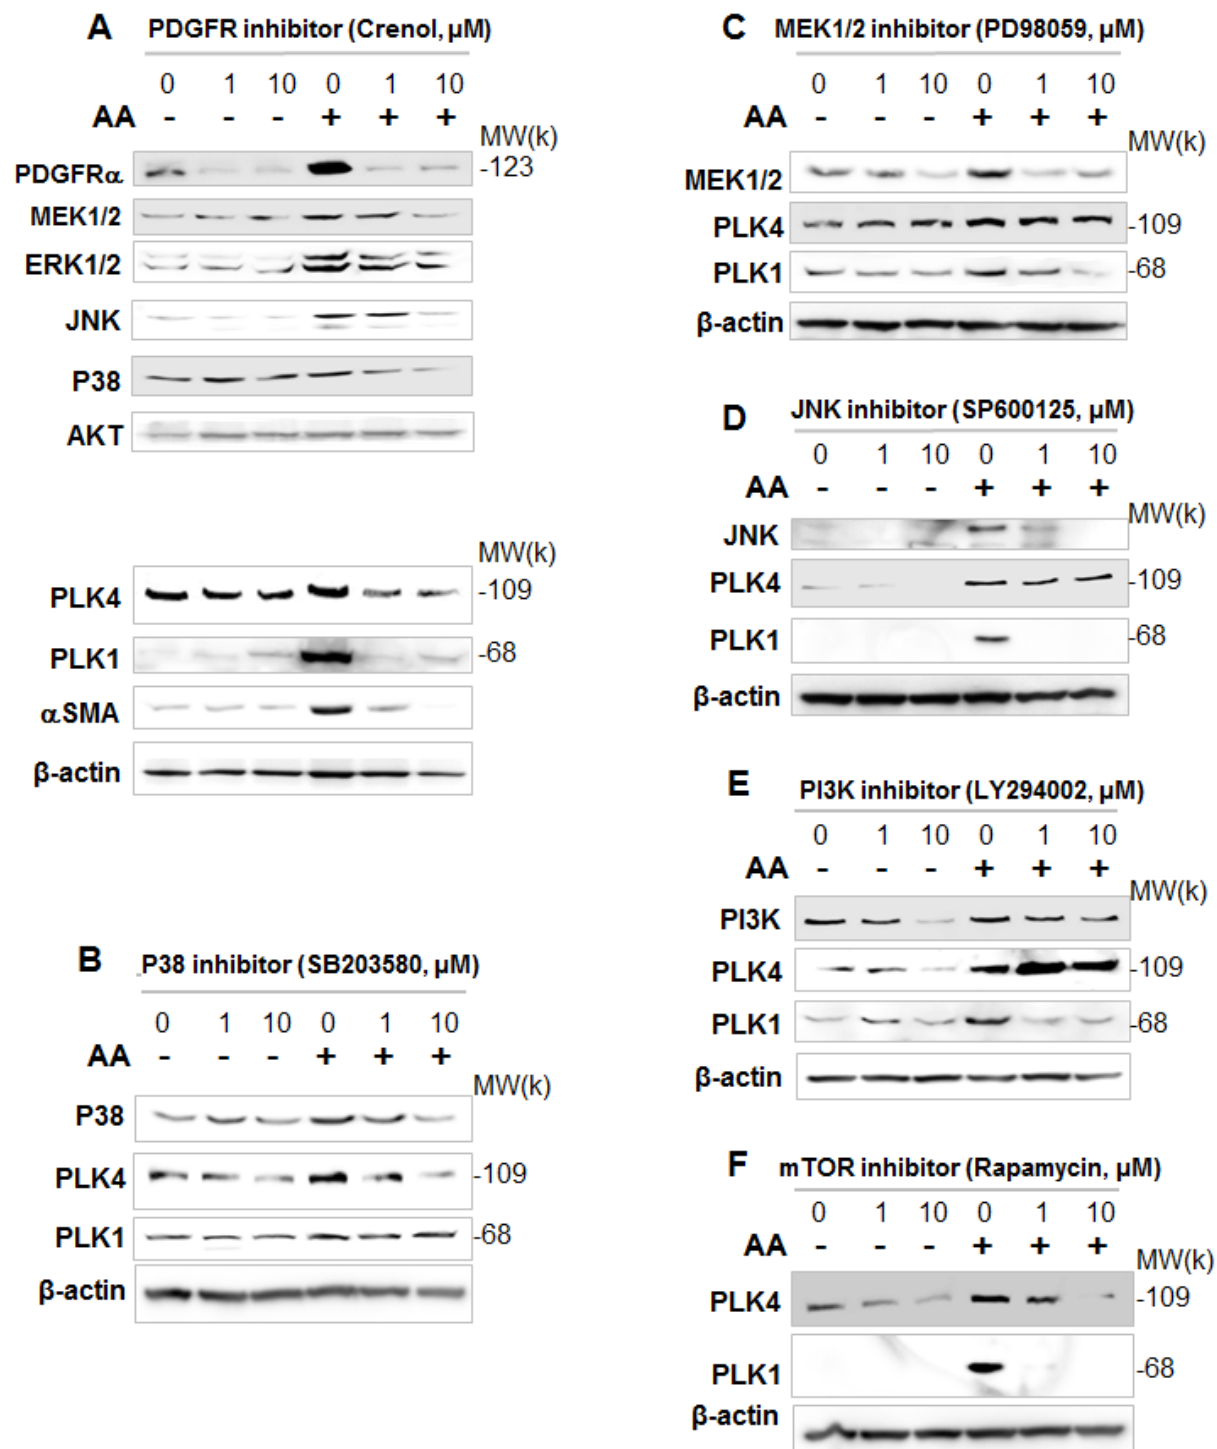 A PDGFR inhibitor (Crenol, µM)
0 1 10 0 1 10
AA - - - + + +
MW(k)
PDGFRα -123
MEK1/2
ERK1/2
JNK
P38
AKT
MW(k)
PLK4 -109
PLK1 -68
αSMA
β-actin
B P38 inhibitor (SB203580, µM)
0 1 10 0 1 10
AA - - - + + +
MW(k)
P38
PLK4 -109
PLK1 -68
β-actin
C MEK1/2 inhibitor (PD98059, µM)
0 1 10 0 1 10
AA - - - + + +
MW(k)
MEK1/2
PLK4 -109
PLK1 -68
β-actin
D JNK inhibitor (SP600125, µM)
0 1 10 0 1 10
AA - - - + + +
MW(k)
JNK
PLK4 -109
PLK1 -68
β-actin
E PI3K inhibitor (LY294002, µM)
0 1 10 0 1 10
AA - - - + + +
MW(k)
PI3K
PLK4 -109
PLK1 -68
β-actin
F mTOR inhibitor (Rapamycin, µM)
0 1 10 0 1 10
AA - - - + + +
MW(k)
PLK4 -109
PLK1 -68
β-actin